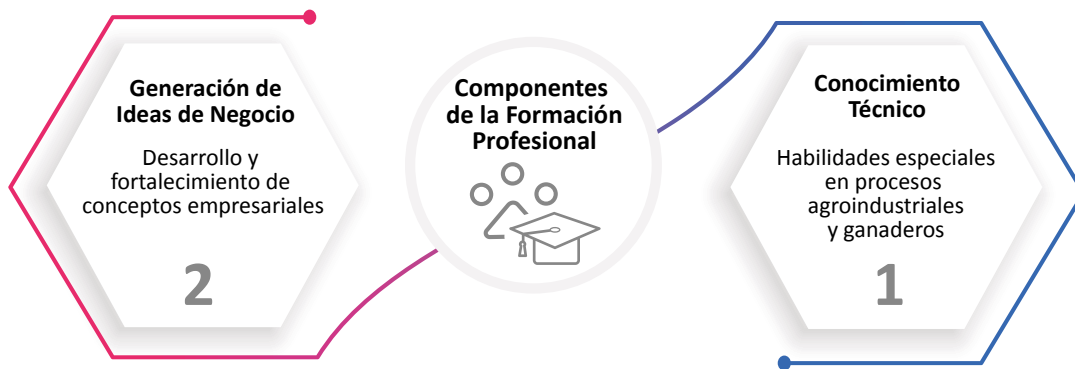 Generación de
Ideas de Negocio
Desarrollo y
fortalecimiento de
conceptos empresariales
2
Componentes
de la Formación
Profesional
Conocimiento
Técnico
Habilidades especiales
en procesos
agroindustriales
y ganaderos
1